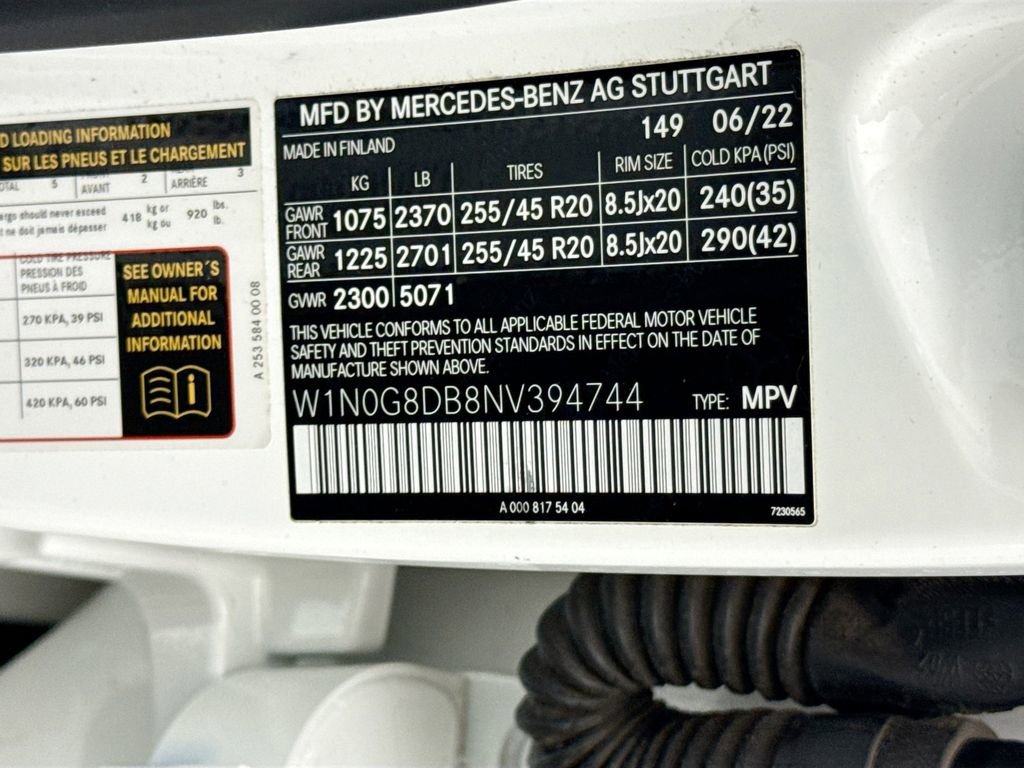 D LOADING INFORMATION
SUR LES PNEUS ET LE CHARGEMENT
5
AVANT
2
ARRIÈRE
3
should never exceed
ne doit jamais dépasser
418
kg or
kg ou
920
lbs.
lb.
COLD TIRE PRESSURE
PRESSION DES
PNEUS À FROID
270 KPA, 39 PSI
320 KPA, 46 PSI
420 KPA, 60 PSI
SEE OWNER´S
MANUAL FOR
ADDITIONAL
INFORMATION
i
A 253 584 00 08
MFD BY MERCEDES-BENZ AG STUTTGART
149 06/22
MADE IN FINLAND
KG LB TIRES RIM SIZE COLD KPA(PSI)
GAWR FRONT 1075 2370 255/45 R20 8.5Jx20 240(35)
GAWR REAR 1225 2701 255/45 R20 8.5Jx20 290(42)
GVWR 2300 5071
THIS VEHICLE CONFORMS TO ALL APPLICABLE FEDERAL MOTOR VEHICLE
SAFETY AND THEFT PREVENTION STANDARDS IN EFFECT ON THE DATE OF
MANUFACTURE SHOWN ABOVE.
W1N0G8DB8NV394744 TYPE: MPV
A 000 817 54 04
7230565